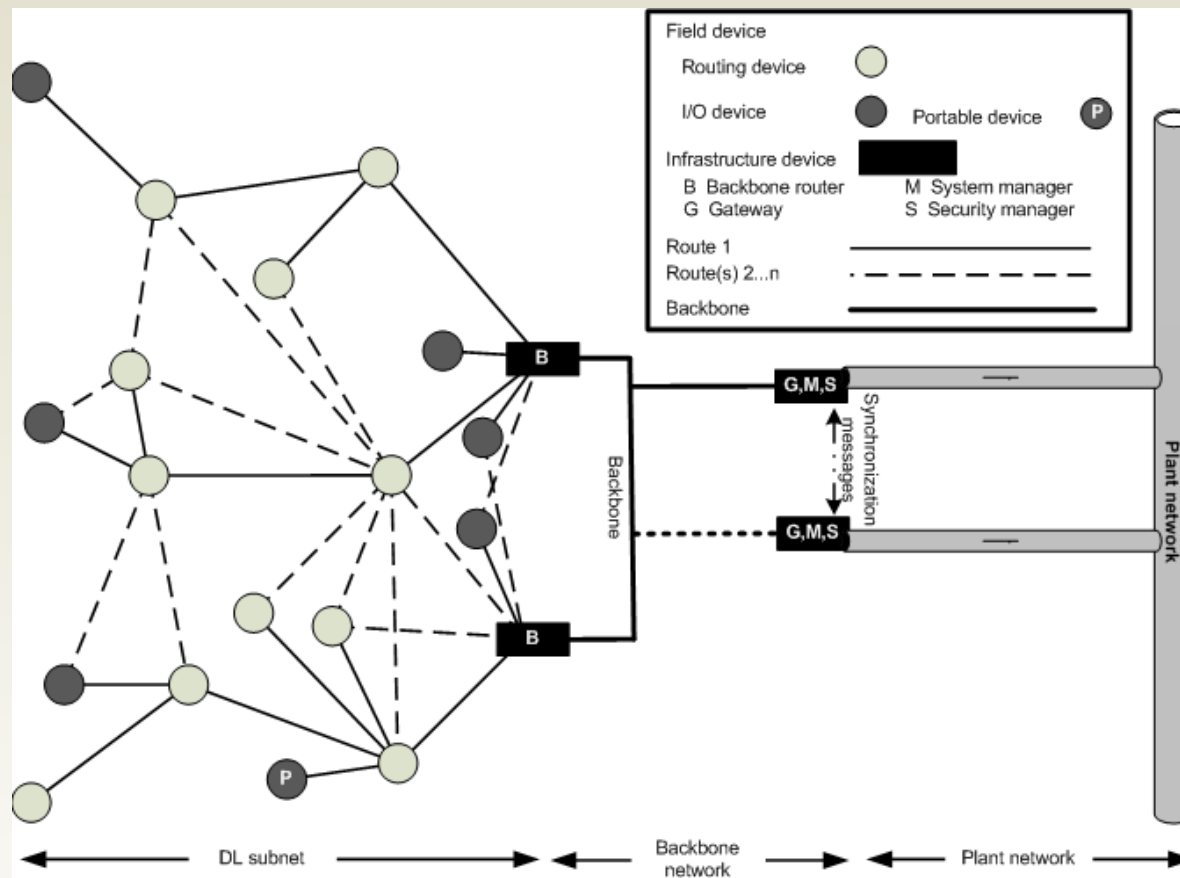 Field device
Routing device
I/O device
Portable device
P
Infrastructure device
B Backbone router
M System manager
G Gateway
S Security manager
Route 1
Route(s) 2...n
Backbone
B
G,M,S
Synchronization
messages
Backbone
Plant network
G,M,S
B
P
DL subnet
Backbone
network
Plant network